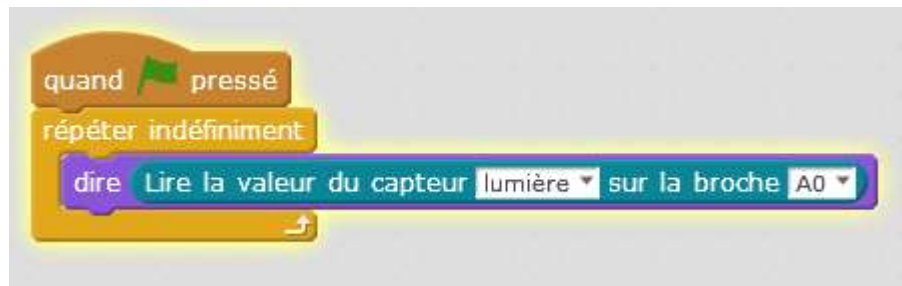 quand pressé
répéter indéfiniment
dire Lire la valeur du capteur lumière sur la broche A0